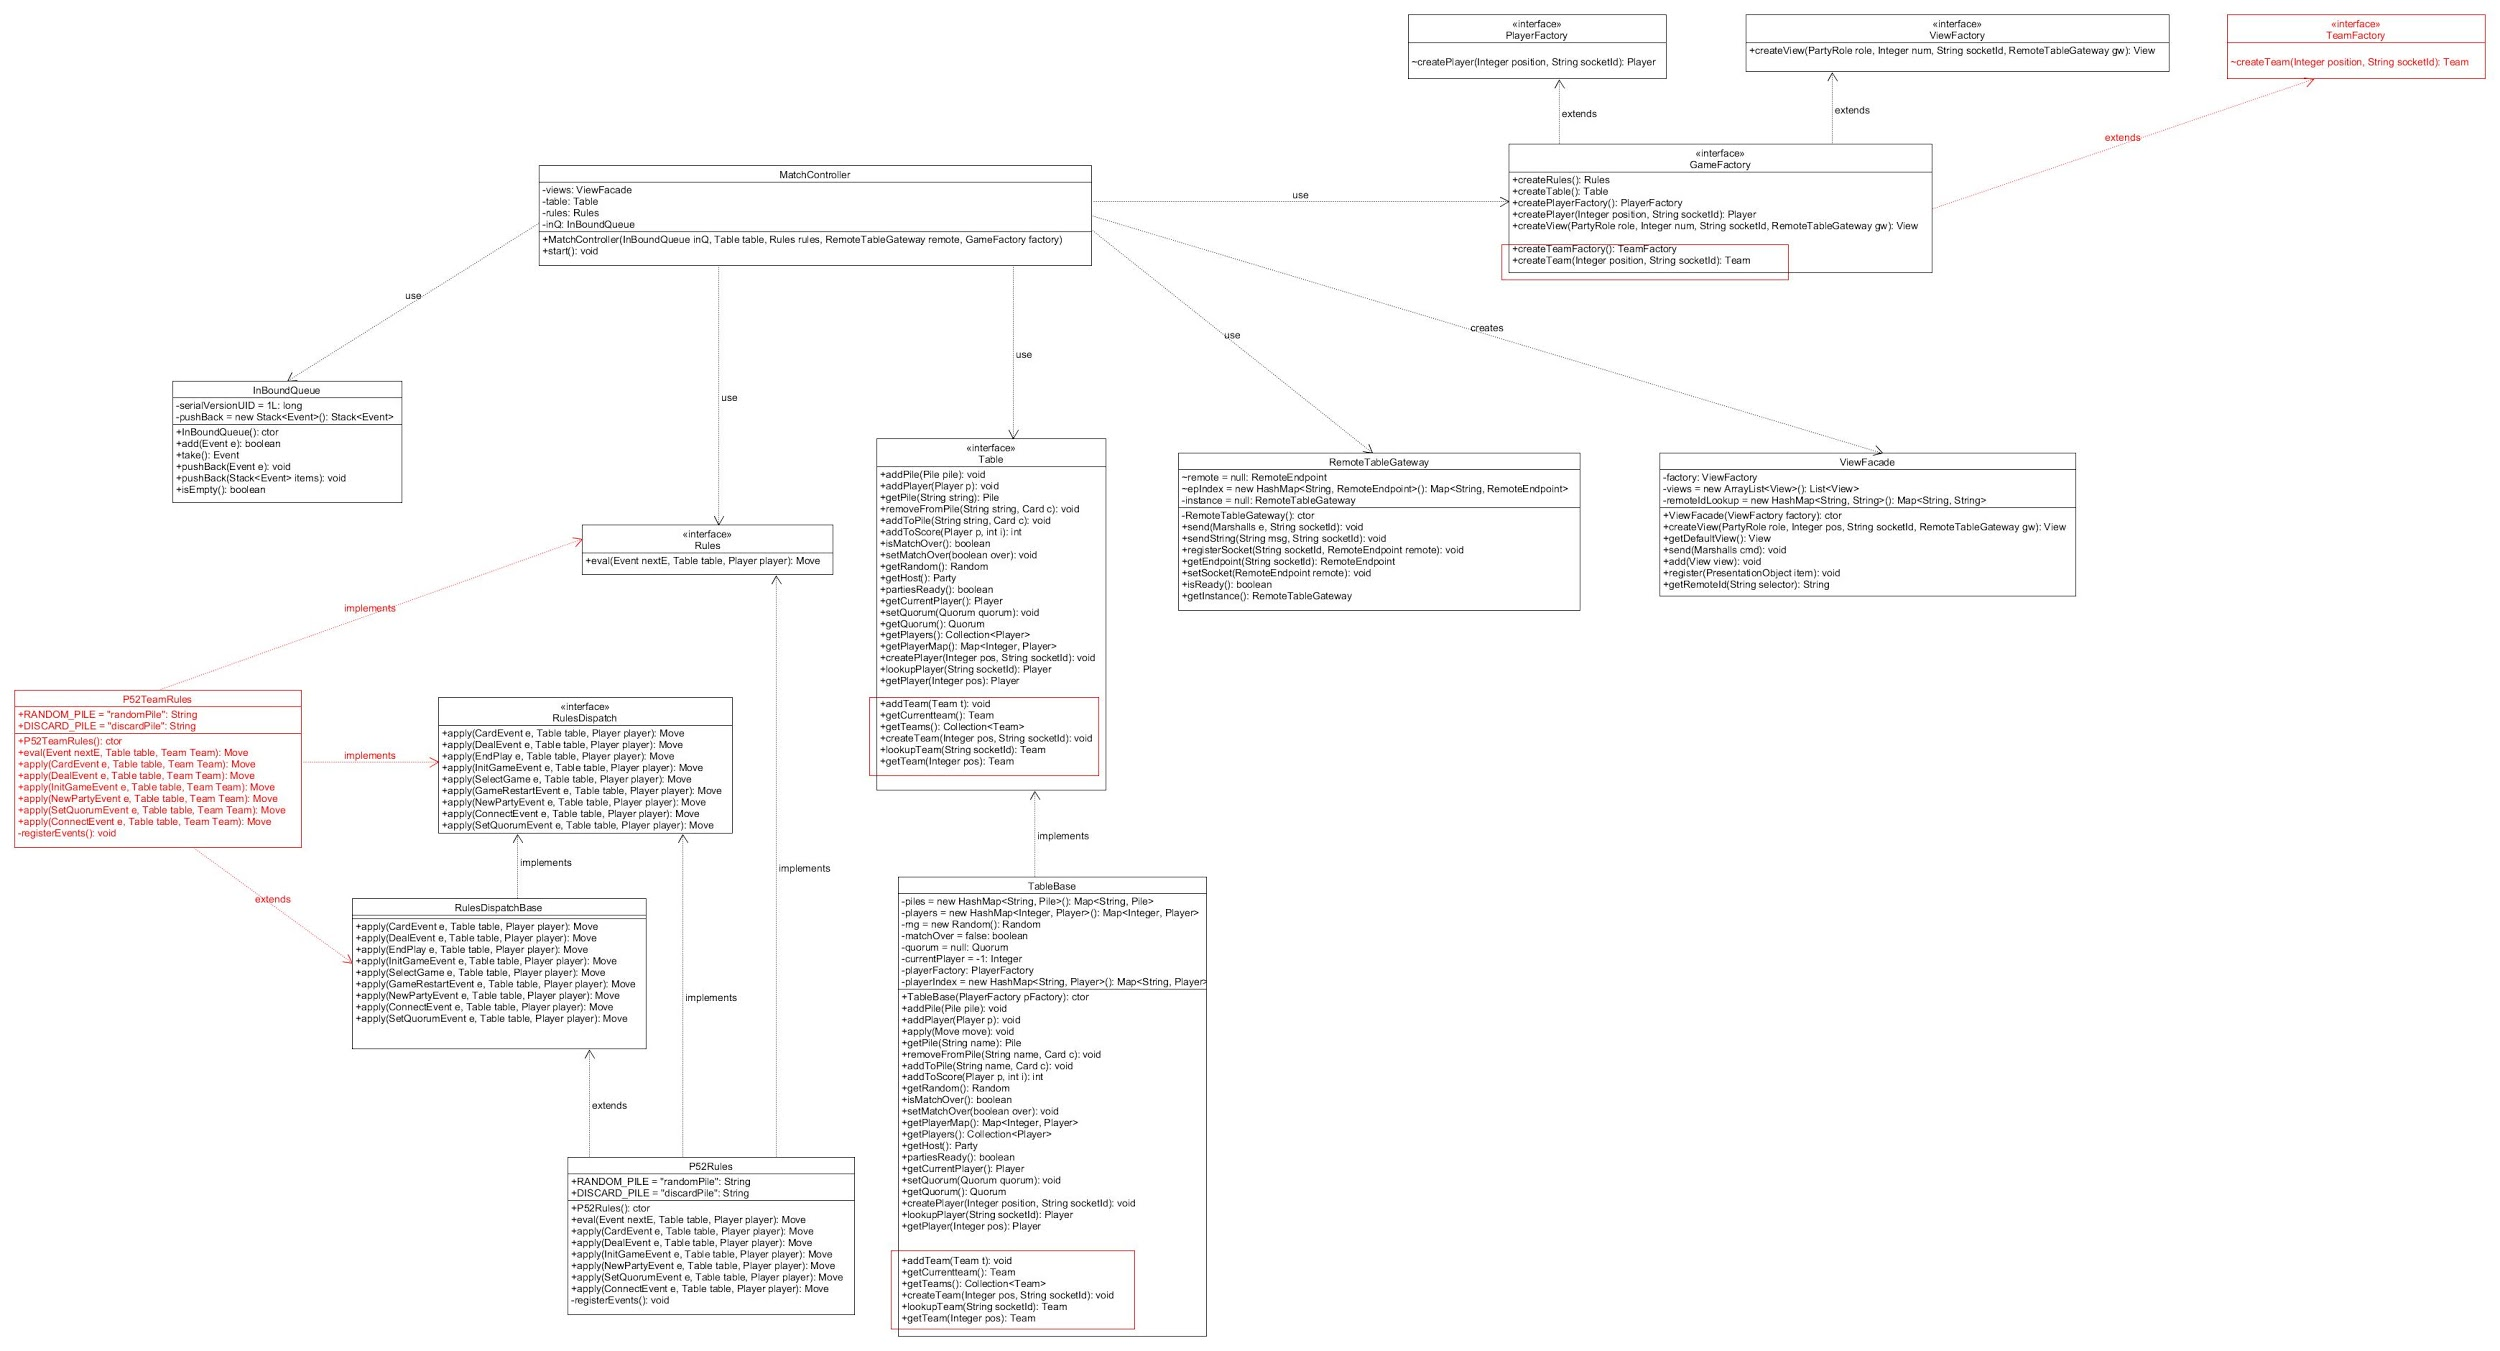 «interface»
PlayerFactory
~createPlayer(Integer position, String socketId): Player
«interface»
ViewFactory
+createView(PartyRole role, Integer num, String socketId, RemoteTableGateway gw): View
«interface»
TeamFactory
~createTeam(Integer position, String socketId): Team
extends
extends
extends
«interface»
GameFactory
+createRules(): Rules
+createTable(): Table
+createPlayerFactory(): PlayerFactory
+createPlayer(Integer position, String socketId): Player
+createView(PartyRole role, Integer num, String socketId, RemoteTableGateway gw): View
+createTeamFactory(): TeamFactory
+createTeam(Integer position, String socketId): Team
MatchController
-views: ViewFacade
-table: Table
-rules: Rules
-inQ: InBoundQueue
+MatchController(InBoundQueue inQ, Table table, Rules rules, RemoteTableGateway remote, GameFactory factory)
+start(): void
use
use
use
use
use
creates
InBoundQueue
-serialVersionUID = 1L: long
-pushBack = new Stack<Event>(): Stack<Event>
+InBoundQueue(): ctor
+add(Event e): boolean
+take(): Event
+pushBack(Event e): void
+pushBack(Stack<Event> items): void
+isEmpty(): boolean
«interface»
Rules
+eval(Event nextE, Table table, Player player): Move
«interface»
Table
+addPile(Pile pile): void
+addPlayer(Player p): void
+getPile(String string): Pile
+removeFromPile(String string, Card c): void
+addToPile(String string, Card c): void
+addToScore(Player p, int i): int
+isMatchOver(): boolean
+setMatchOver(boolean over): void
+getRandom(): Random
+getHost(): Party
+partiesReady(): boolean
+getCurrentPlayer(): Player
+setQuorum(Quorum quorum): void
+getQuorum(): Quorum
+getPlayers(): Collection<Player>
+getPlayerMap(): Map<Integer, Player>
+createPlayer(Integer pos, String socketId): void
+lookupPlayer(String socketId): Player
+getPlayer(Integer pos): Player
+addTeam(Team t): void
+getCurrentteam(): Team
+getTeams(): Collection<Team>
+createTeam(Integer pos, String socketId): void
+lookupTeam(String socketId): Team
+getTeam(Integer pos): Team
RemoteTableGateway
~remote = null: RemoteEndpoint
~epIndex = new HashMap<String, RemoteEndpoint>(): Map<String, RemoteEndpoint>
-instance = null: RemoteTableGateway
-RemoteTableGateway(): ctor
+send(Marshalls e, String socketId): void
+sendString(String msg, String socketId): void
+registerSocket(String socketId, RemoteEndpoint remote): void
+getEndpoint(String socketId): RemoteEndpoint
+setSocket(RemoteEndpoint remote): void
+isReady(): boolean
+getInstance(): RemoteTableGateway
ViewFacade
-factory: ViewFactory
-views = new ArrayList<View>(): List<View>
-remoteIdLookup = new HashMap<String, String>(): Map<String, String>
+ViewFacade(ViewFactory factory): ctor
+createView(PartyRole role, Integer pos, String socketId, RemoteTableGateway gw): View
+getDefaultView(): View
+send(Marshalls cmd): void
+add(View view): void
+register(PresentationObject item): void
+getRemoteId(String selector): String
implements
P52TeamRules
+RANDOM_PILE = "randomPile": String
+DISCARD_PILE = "discardPile": String
+P52TeamRules(): ctor
+eval(Event nextE, Table table, Team Team): Move
+apply(CardEvent e, Table table, Team Team): Move
+apply(DealEvent e, Table table, Team Team): Move
+apply(InitGameEvent e, Table table, Team Team): Move
+apply(NewPartyEvent e, Table table, Team Team): Move
+apply(SetQuorumEvent e, Table table, Team Team): Move
+apply(ConnectEvent e, Table table, Team Team): Move
-registerEvents(): void
implements
«interface»
RulesDispatch
+apply(CardEvent e, Table table, Player player): Move
+apply(DealEvent e, Table table, Player player): Move
+apply(EndPlay e, Table table, Player player): Move
+apply(InitGameEvent e, Table table, Player player): Move
+apply(SelectGame e, Table table, Player player): Move
+apply(GameRestartEvent e, Table table, Player player): Move
+apply(NewPartyEvent e, Table table, Player player): Move
+apply(ConnectEvent e, Table table, Player player): Move
+apply(SetQuorumEvent e, Table table, Player player): Move
implements
implements
implements
extends
RulesDispatchBase
+apply(CardEvent e, Table table, Player player): Move
+apply(DealEvent e, Table table, Player player): Move
+apply(EndPlay e, Table table, Player player): Move
+apply(InitGameEvent e, Table table, Player player): Move
+apply(SelectGame e, Table table, Player player): Move
+apply(GameRestartEvent e, Table table, Player player): Move
+apply(NewPartyEvent e, Table table, Player player): Move
+apply(ConnectEvent e, Table table, Player player): Move
+apply(SetQuorumEvent e, Table table, Player player): Move
implements
extends
TableBase
-piles = new HashMap<String, Pile>(): Map<String, Pile>
-players = new HashMap<Integer, Player>(): Map<Integer, Player>
-rng = new Random(): Random
-matchOver = false: boolean
-quorum = null: Quorum
-currentPlayer = -1: Integer
-playerFactory: PlayerFactory
-playerIndex = new HashMap<String, Player>(): Map<String, Player>
+TableBase(PlayerFactory pFactory): ctor
+addPile(Pile pile): void
+addPlayer(Player p): void
+apply(Move move): void
+getPile(String name): Pile
+removeFromPile(String name, Card c): void
+addToPile(String name, Card c): void
+addToScore(Player p, int i): int
+getRandom(): Random
+isMatchOver(): boolean
+setMatchOver(boolean over): void
+getPlayerMap(): Map<Integer, Player>
+getPlayers(): Collection<Player>
+getHost(): Party
+partiesReady(): boolean
+getCurrentPlayer(): Player
+setQuorum(Quorum quorum): void
+getQuorum(): Quorum
+createPlayer(Integer position, String socketId): void
+lookupPlayer(String socketId): Player
+getPlayer(Integer pos): Player
+addTeam(Team t): void
+getCurrentteam(): Team
+getTeams(): Collection<Team>
+createTeam(Integer pos, String socketId): void
+lookupTeam(String socketId): Team
+getTeam(Integer pos): Team
P52Rules
+RANDOM_PILE = "randomPile": String
+DISCARD_PILE = "discardPile": String
+P52Rules(): ctor
+eval(Event nextE, Table table, Player player): Move
+apply(CardEvent e, Table table, Player player): Move
+apply(DealEvent e, Table table, Player player): Move
+apply(InitGameEvent e, Table table, Player player): Move
+apply(NewPartyEvent e, Table table, Player player): Move
+apply(SetQuorumEvent e, Table table, Player player): Move
+apply(ConnectEvent e, Table table, Player player): Move
-registerEvents(): void